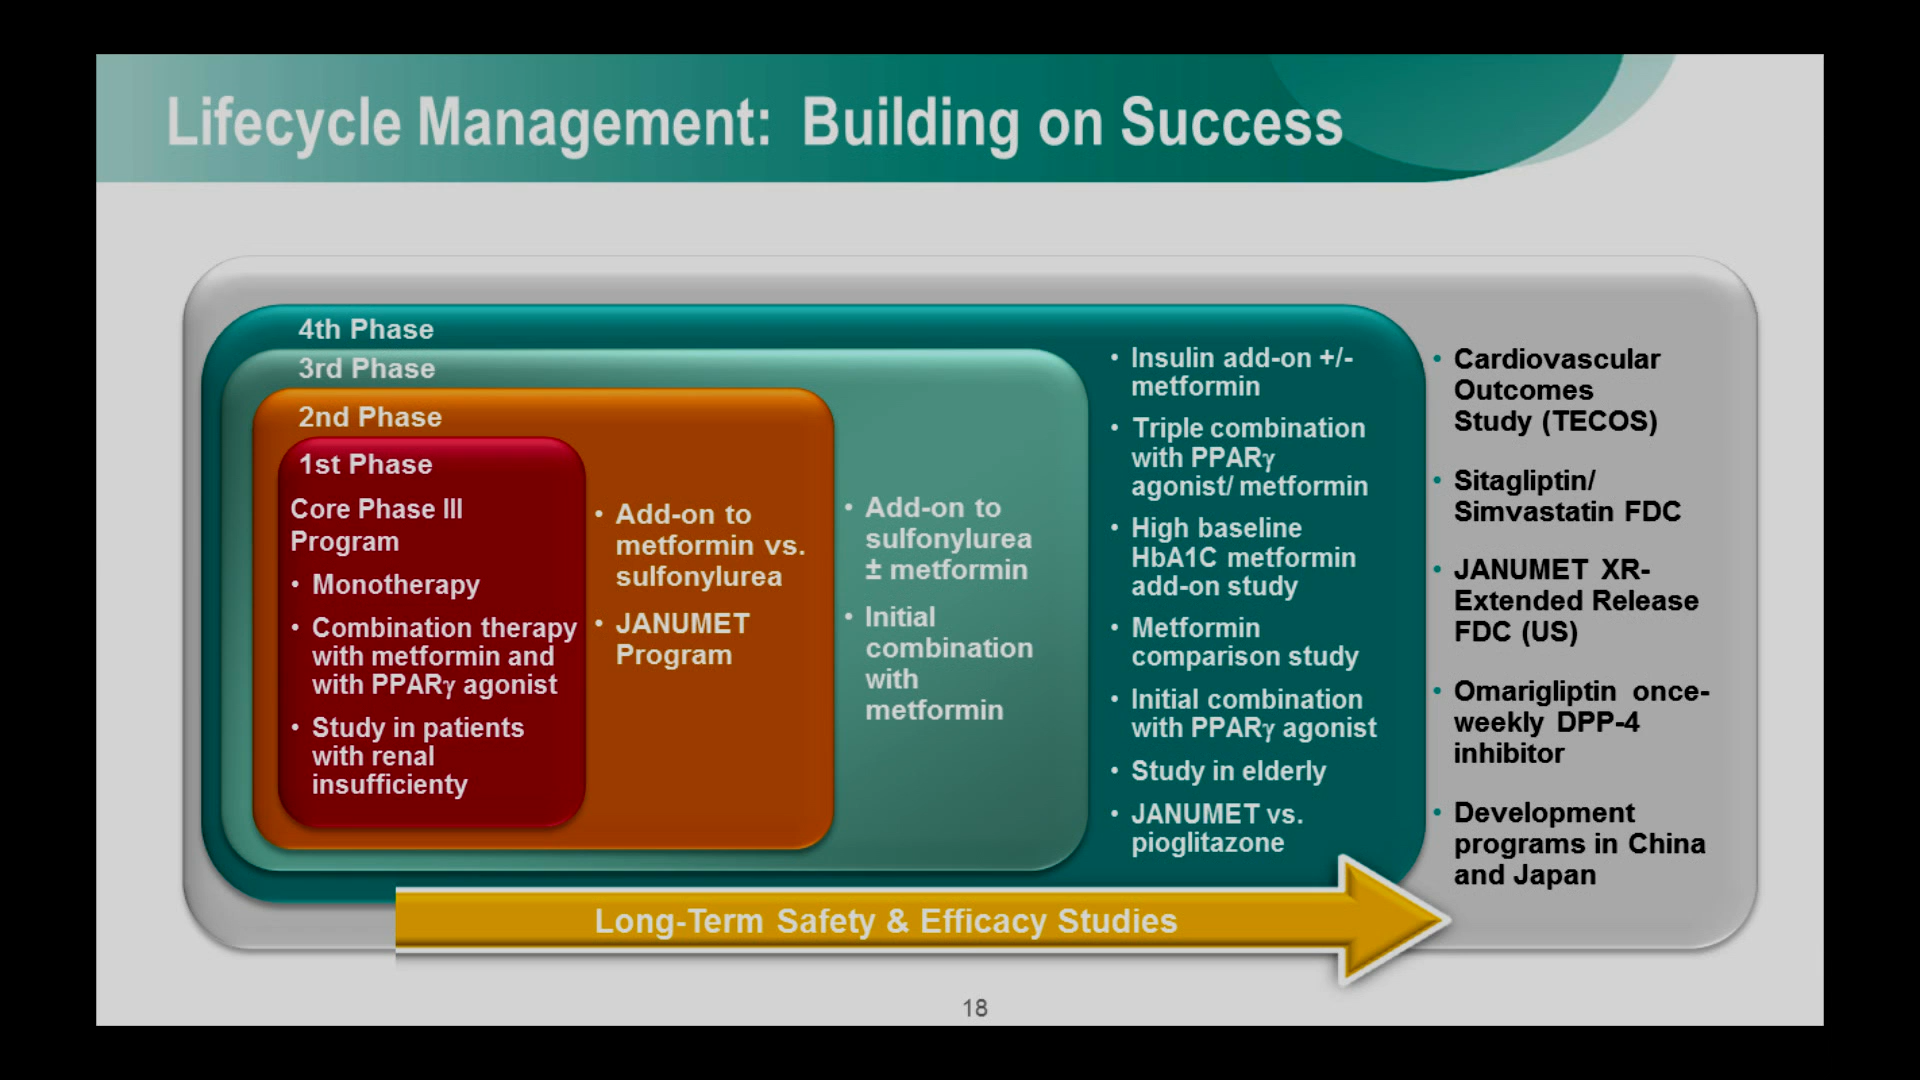 Lifecycle Management: Building on Success
4th Phase
3rd Phase
2nd Phase
1st Phase
Core Phase III
Program
• Monotherapy
• Combination therapy
with metformin and
with PPARγ agonist
• Study in patients
with renal
insufficienty
• Add-on to
metformin vs.
sulfonylurea
• JANUMET
Program
• Add-on to
sulfonylurea
± metformin
• Initial
combination
with
metformin
• Insulin add-on +/-
metformin
• Triple combination
with PPARγ
agonist/ metformin
• High baseline
HbA1C metformin
add-on study
• Metformin
comparison study
• Initial combination
with PPARγ agonist
• Study in elderly
• JANUMET vs.
pioglitazone
• Cardiovascular
Outcomes
Study (TECOS)
• Sitagliptin/
Simvastatin FDC
• JANUMET XR-
Extended Release
FDC (US)
• Omarigliptin once-
weekly DPP-4
inhibitor
• Development
programs in China
and Japan
Long-Term Safety & Efficacy Studies
18